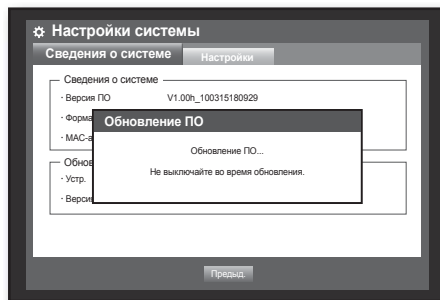 Настройки системы
Сведения о системе
Настройки
Сведения о системе
· Версия ПО V1.00h_100315180929
· Форма
· MAC-а
Обновление ПО
Обновление ПО...
Не выключайте во время обновления.
Обнов
· Устр.
· Версия
Предыд.